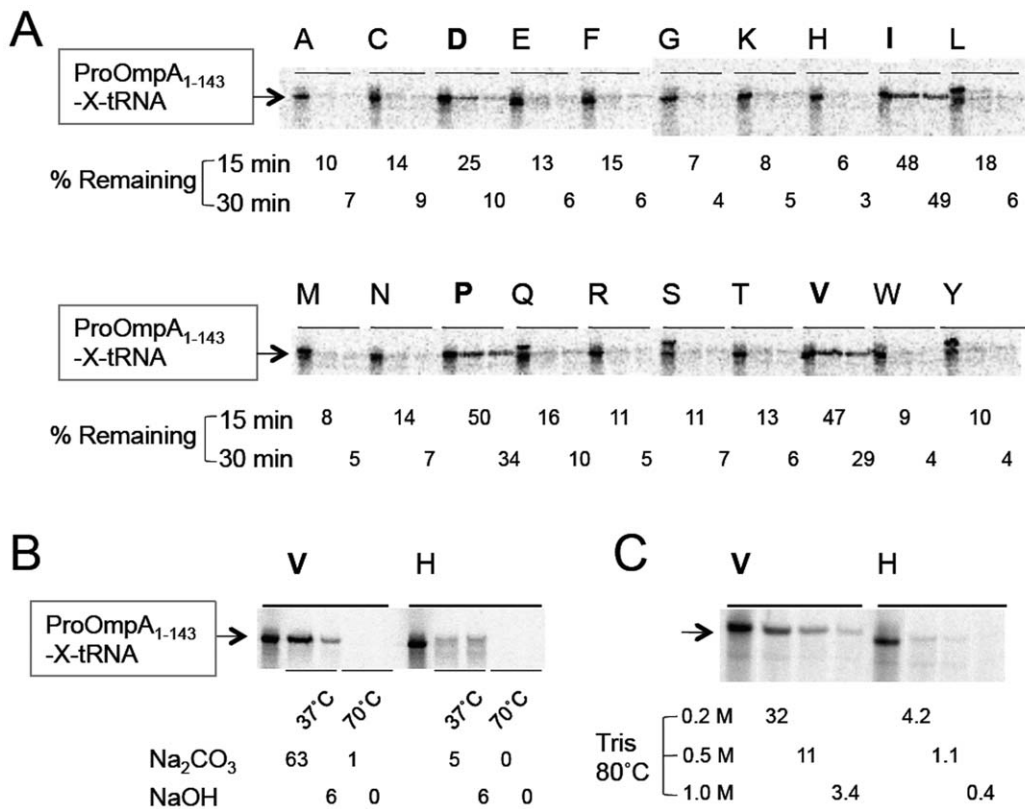 A
A C D E F G K H I L
ProOmpA1-143
-X-tRNA
% Remaining
15 min 10 14 25 13 15 7 8 6 48 18
30 min 7 9 10 6 6 4 5 3 49 6
M N P Q R S T V W Y
ProOmpA1-143
-X-tRNA
% Remaining
15 min 8 14 50 16 11 11 13 47 9 10
30 min 5 7 34 10 5 7 6 29 4 4
B
V H
ProOmpA1-143
-X-tRNA
37°C 70°C 37°C 70°C
Na2CO3 63 1 5 0
NaOH 6 0 6 0
C
V H
Tris
80°C
0.2 M 32 4.2
0.5 M 11 1.1
1.0 M 3.4 0.4